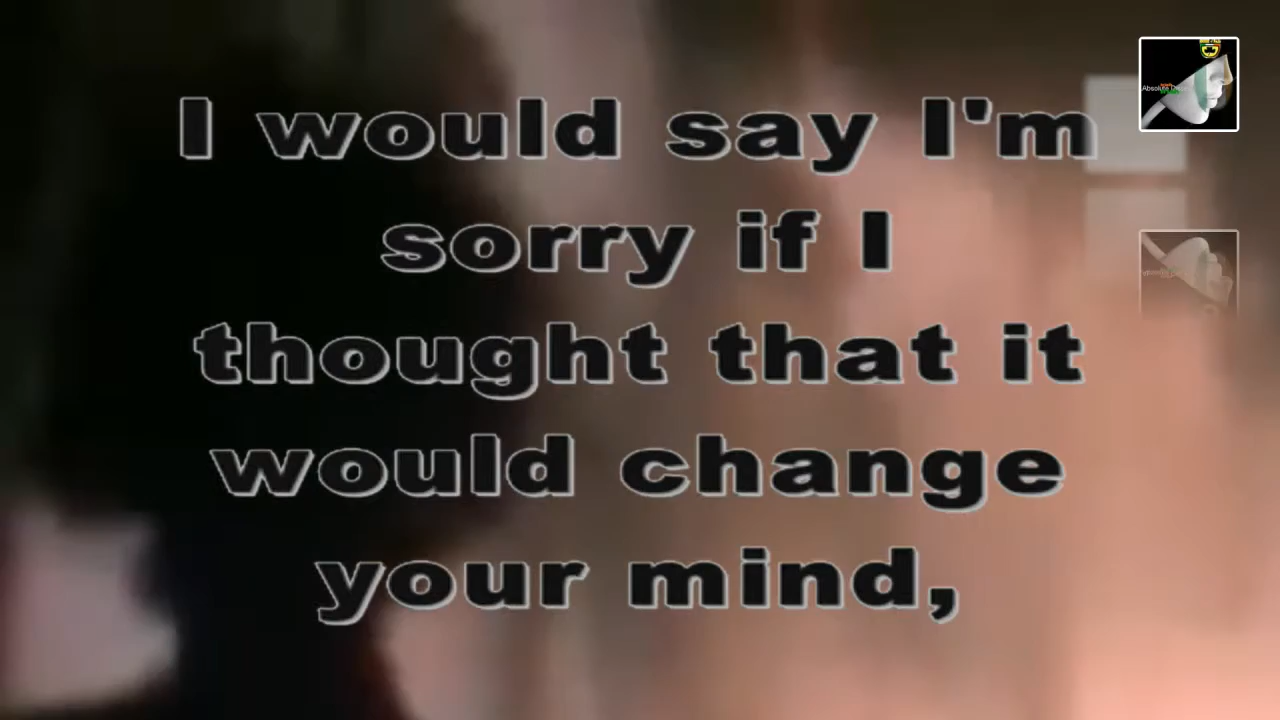 I would say I'm
sorry if I
thought that it
would change
your mind,